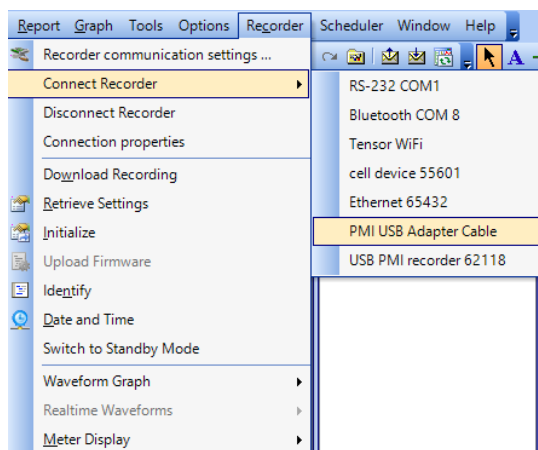 Report Graph Tools Options Recorder Scheduler Window Help
Recorder communication settings ...
Connect Recorder
Disconnect Recorder
Connection properties
Download Recording
Retrieve Settings
Initialize
Upload Firmware
Identify
Date and Time
Switch to Standby Mode
Waveform Graph
Realtime Waveforms
Meter Display
A
RS-232 COM1
Bluetooth COM 8
Tensor WiFi
cell device 55601
Ethernet 65432
PMI USB Adapter Cable
USB PMI recorder 62118